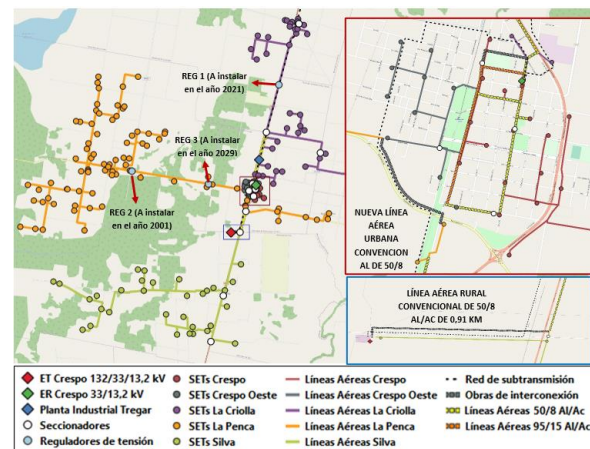 REG 1 (A instalar
en el año 2021)
REG 3 (A instalar
en el año 2029)
REG 2 (A instalar
en el año 2001)
NUEVA LÍNEA
AÉREA
URBANA
CONVENCION
AL DE 50/8
LÍNEA AÉREA RURAL
CONVENCIONAL DE 50/8
AL/AC DE 0,91 KM
ET Crespo 132/33/13,2 kV
ER Crespo 33/13,2 kV
Planta Industrial Tregar
Seccionadores
Reguladores de tensión
SETs Crespo
SETs Crespo Oeste
SETs La Criolla
SETs La Penca
SETs Silva
Líneas Aéreas Crespo
Líneas Aéreas Crespo Oeste
Líneas Aéreas La Criolla
Líneas Aéreas La Penca
Líneas Aéreas Silva
Red de subtransmisión
Obras de interconexión
Líneas Aéreas 50/8 Al/Ac
Líneas Aéreas 95/15 Al/Ac